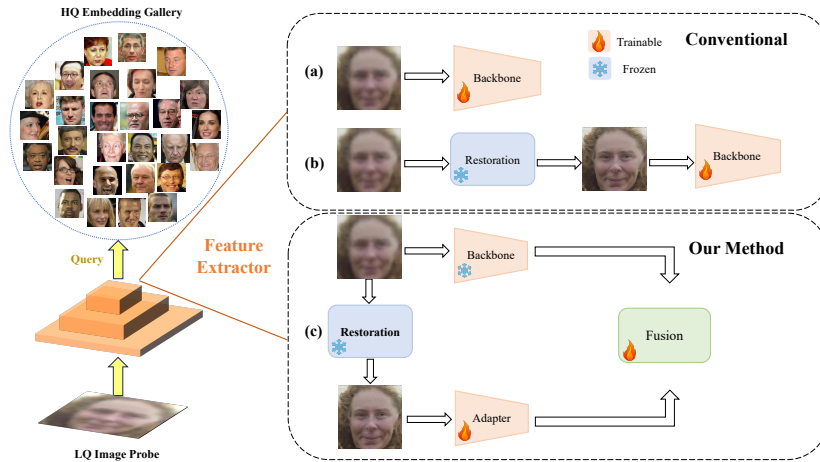 HQ Embedding Gallery
Query
Feature
Extractor
LQ Image Probe
Conventional
Trainable
Frozen
(a)
Backbone
(b)
Restoration
Backbone
Our Method
Backbone
(c)
Restoration
Fusion
Adapter